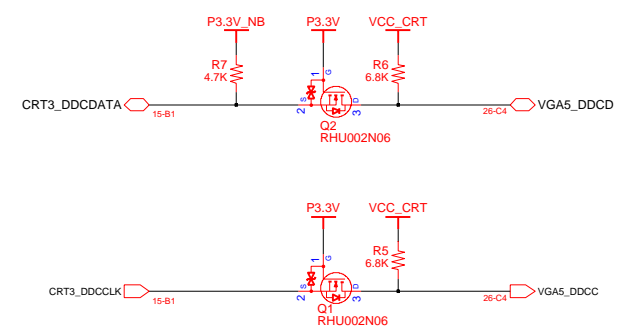 P3.3V_NB P3.3V VCC_CRT
R7
4.7K
R6
6.8K
1 G
CRT3_DDCDATA 15-B1 2 S D 3 26-C4 VGA5_DDCD
Q2
RHU002N06
P3.3V VCC_CRT
R5
6.8K
1 G
CRT3_DDCCLK 15-B1 2 S D 3 26-C4 VGA5_DDCC
Q1
RHU002N06